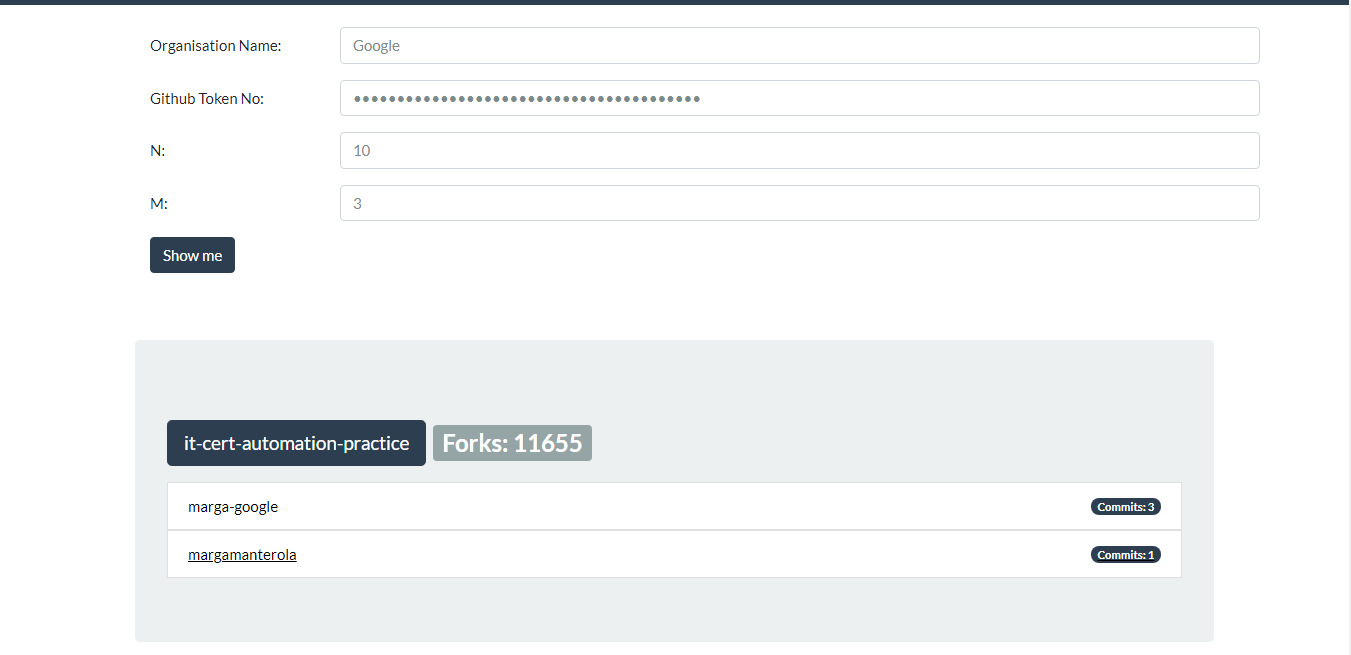 Organisation Name: Google
Github Token No: ••••••••••••••••••••••••••••••••••••••••
N: 10
M: 3
Show me
it-cert-automation-practice Forks: 11655
marga-google Commits: 3
margamanterola Commits: 1